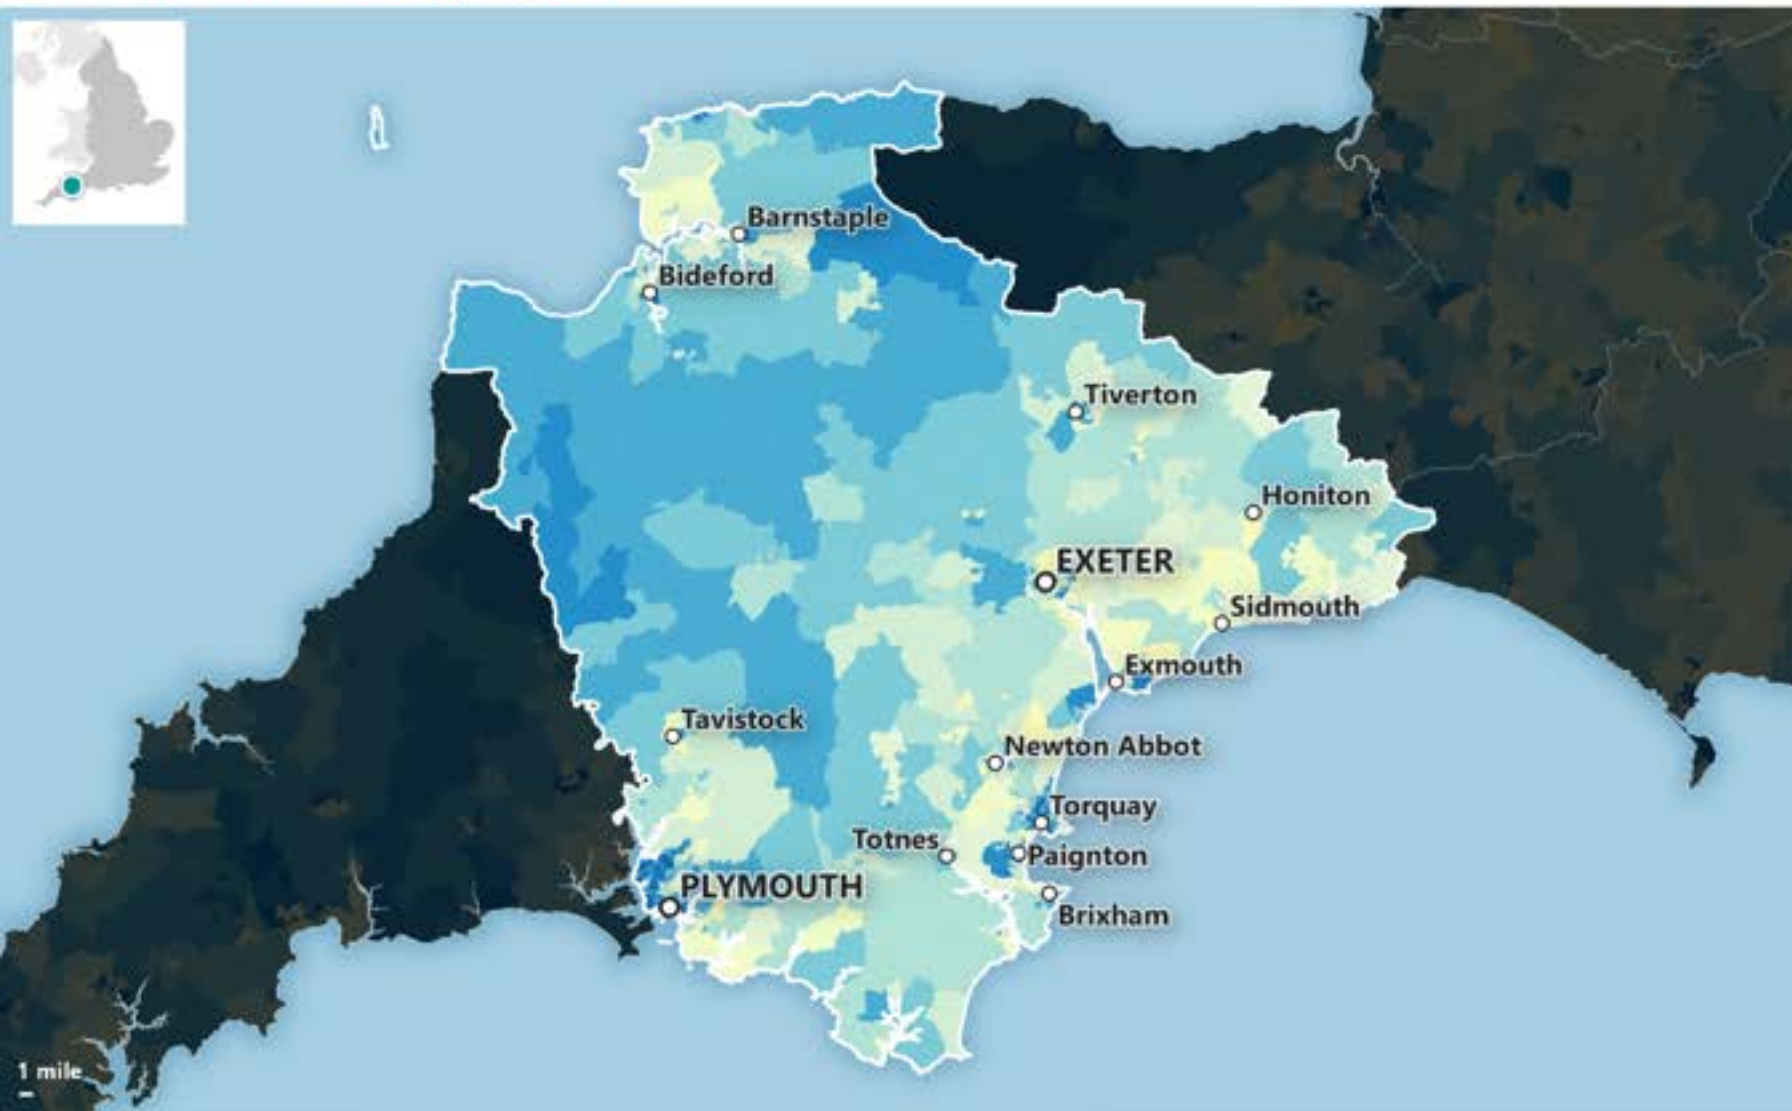 Barnstaple
Bideford
Tiverton
Honiton
EXETER
Sidmouth
Exmouth
Tavistock
Newton Abbot
Torquay
Totnes
Paignton
PLYMOUTH
Brixham
1 mile